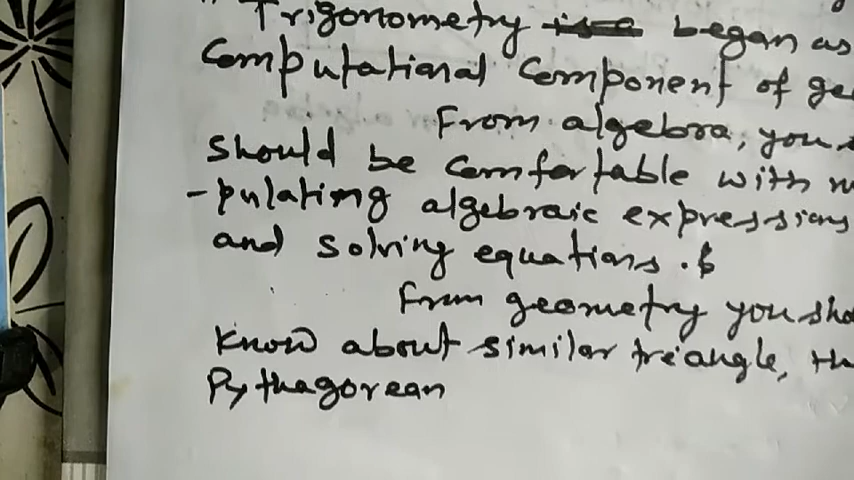 Trigonometry began as
Computational Component of ge
From algebra, you
should be comfortable with m
-pulating algebraic expressions
and solving equations.
From geometry you sho
Know about similar treangle, th
Pythagorean